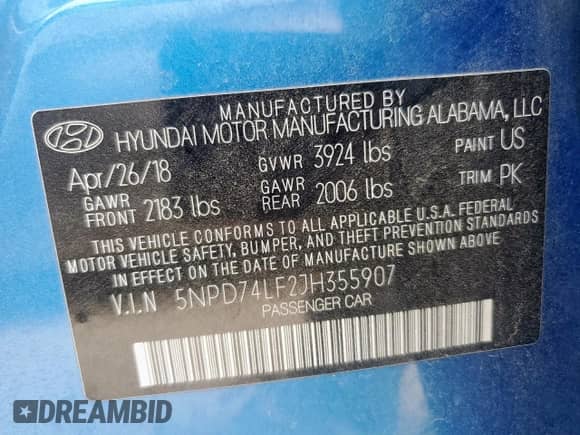 MANUFACTURED BY
HYUNDAI MOTOR MANUFACTURING ALABAMA, LLC
Apr/26/18 GVWR 3924 lbs PAINT US
GAWR FRONT 2183 lbs GAWR REAR 2006 lbs TRIM PK
THIS VEHICLE CONFORMS TO ALL APPLICABLE U.S.A. FEDERAL
MOTOR VEHICLE SAFETY, BUMPER, AND THEFT PREVENTION STANDARDS
IN EFFECT ON THE DATE OF MANUFACTURE SHOWN ABOVE
V.I.N 5NPD74LF2JH355907
PASSENGER CAR
DREAMBID